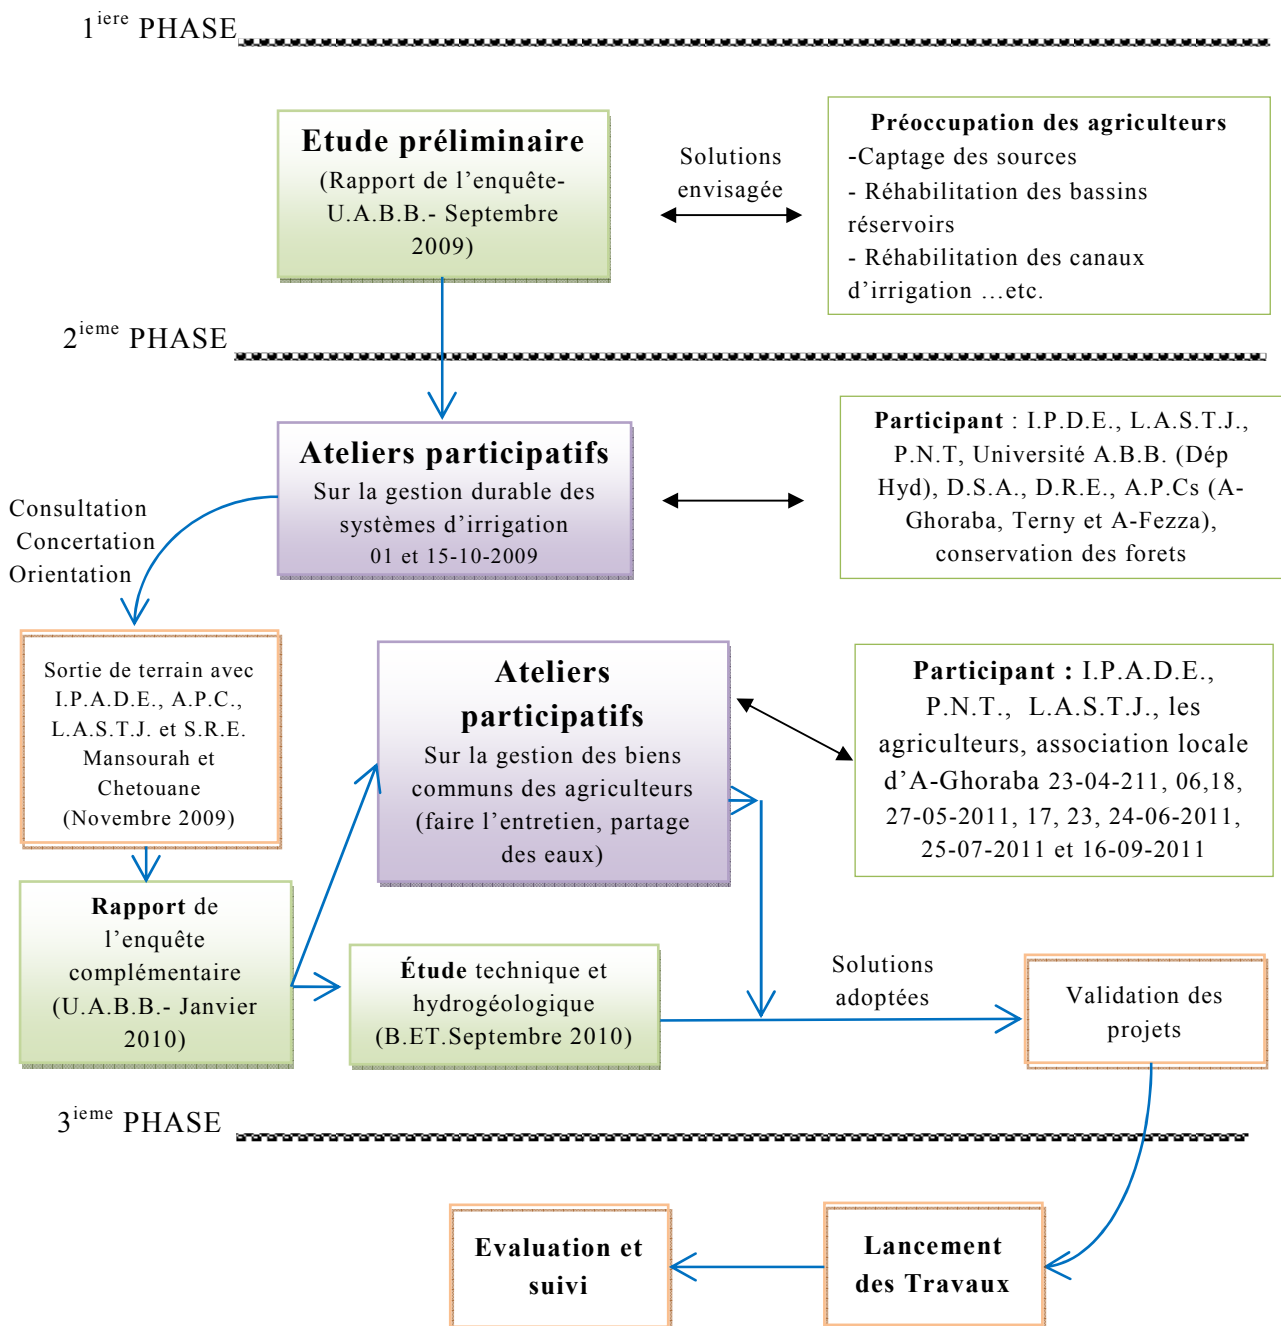 1iere PHASE
Etude préliminaire
(Rapport de l’enquête-
U.A.B.B.- Septembre
2009)
Solutions
envisagée
Préoccupation des agriculteurs
-Captage des sources
- Réhabilitation des bassins
réservoirs
- Réhabilitation des canaux
d’irrigation …etc.
2ieme PHASE
Ateliers participatifs
Sur la gestion durable des
systèmes d’irrigation
01 et 15-10-2009
Participant : I.P.D.E., L.A.S.T.J.,
P.N.T, Université A.B.B. (Dép
Hyd), D.S.A., D.R.E., A.P.Cs (A-
Ghoraba, Terny et A-Fezza),
conservation des forets
Consultation
Concertation
Orientation
Sortie de terrain avec
I.P.A.D.E., A.P.C.,
L.A.S.T.J. et S.R.E.
Mansourah et
Chetouane
(Novembre 2009)
Ateliers
participatifs
Sur la gestion des biens
communs des agriculteurs
(faire l’entretien, partage
des eaux)
Participant : I.P.A.D.E.,
P.N.T., L.A.S.T.J., les
agriculteurs, association locale
d’A-Ghoraba 23-04-211, 06,18,
27-05-2011, 17, 23, 24-06-2011,
25-07-2011 et 16-09-2011
Rapport de
l’enquête
complémentaire
(U.A.B.B.- Janvier
2010)
Étude technique et
hydrogéologique
(B.ET.Septembre 2010)
Solutions
adoptées
Validation des
projets
3ieme PHASE
Evaluation et
suivi
Lancement
des Travaux